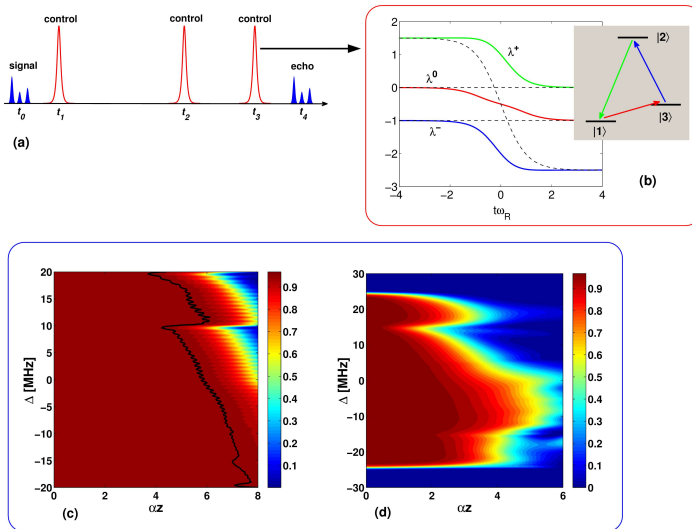 control
control
control
signal
echo
t0
t1
t2
t3
t4
(a)
2
1
0
−1
−2
−3
−4
−2
0
2
4
tωR
λ+
λ0
λ−
|2⟩
|3⟩
|1⟩
(b)
20
15
10
5
0
−5
−10
−15
−20
0
2
4
6
8
Δ [MHz]
αz
(c)
0.9
0.8
0.7
0.6
0.5
0.4
0.3
0.2
0.1
30
20
10
0
−10
−20
−30
0
2
4
6
Δ [MHz]
αz
(d)
0.9
0.8
0.7
0.6
0.5
0.4
0.3
0.2
0.1
0